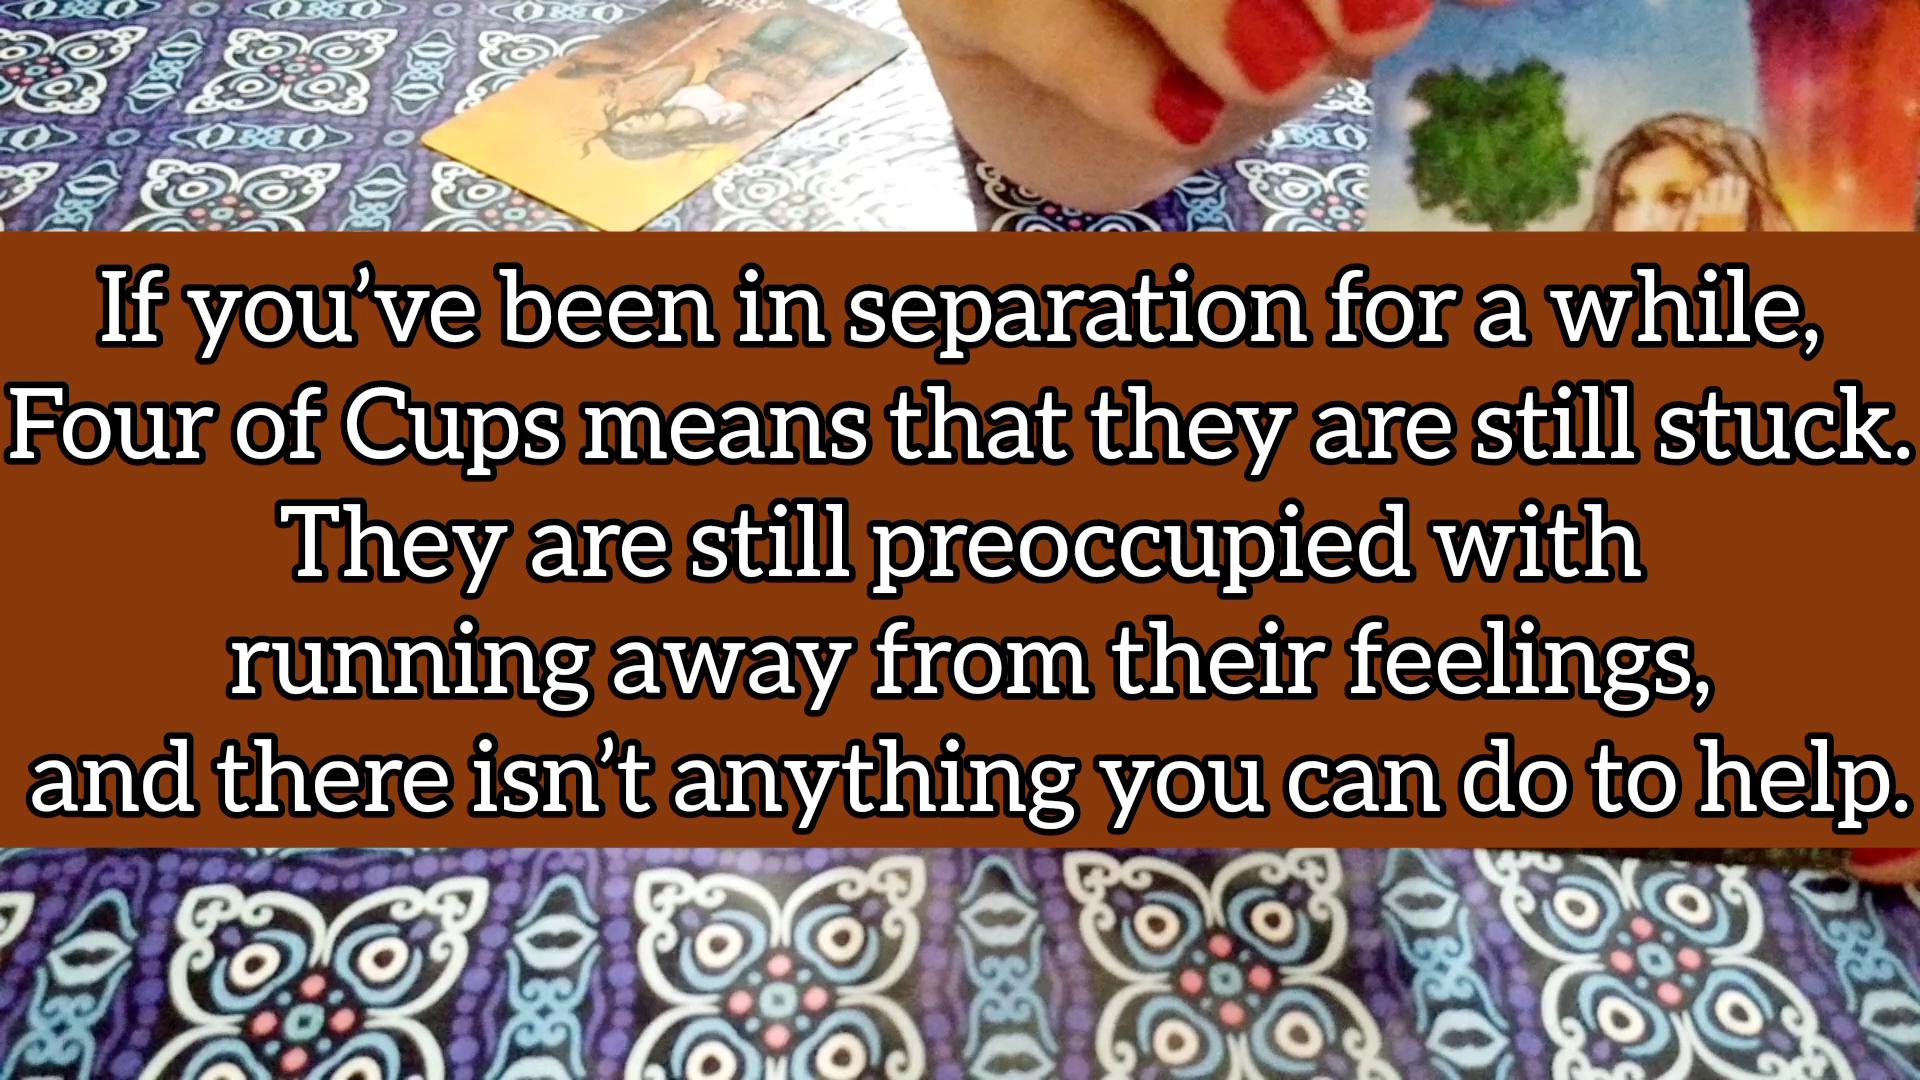 If you’ve been in separation for a while,
Four of Cups means that they are still stuck.
They are still preoccupied with
running away from their feelings,
and there isn’t anything you can do to help.